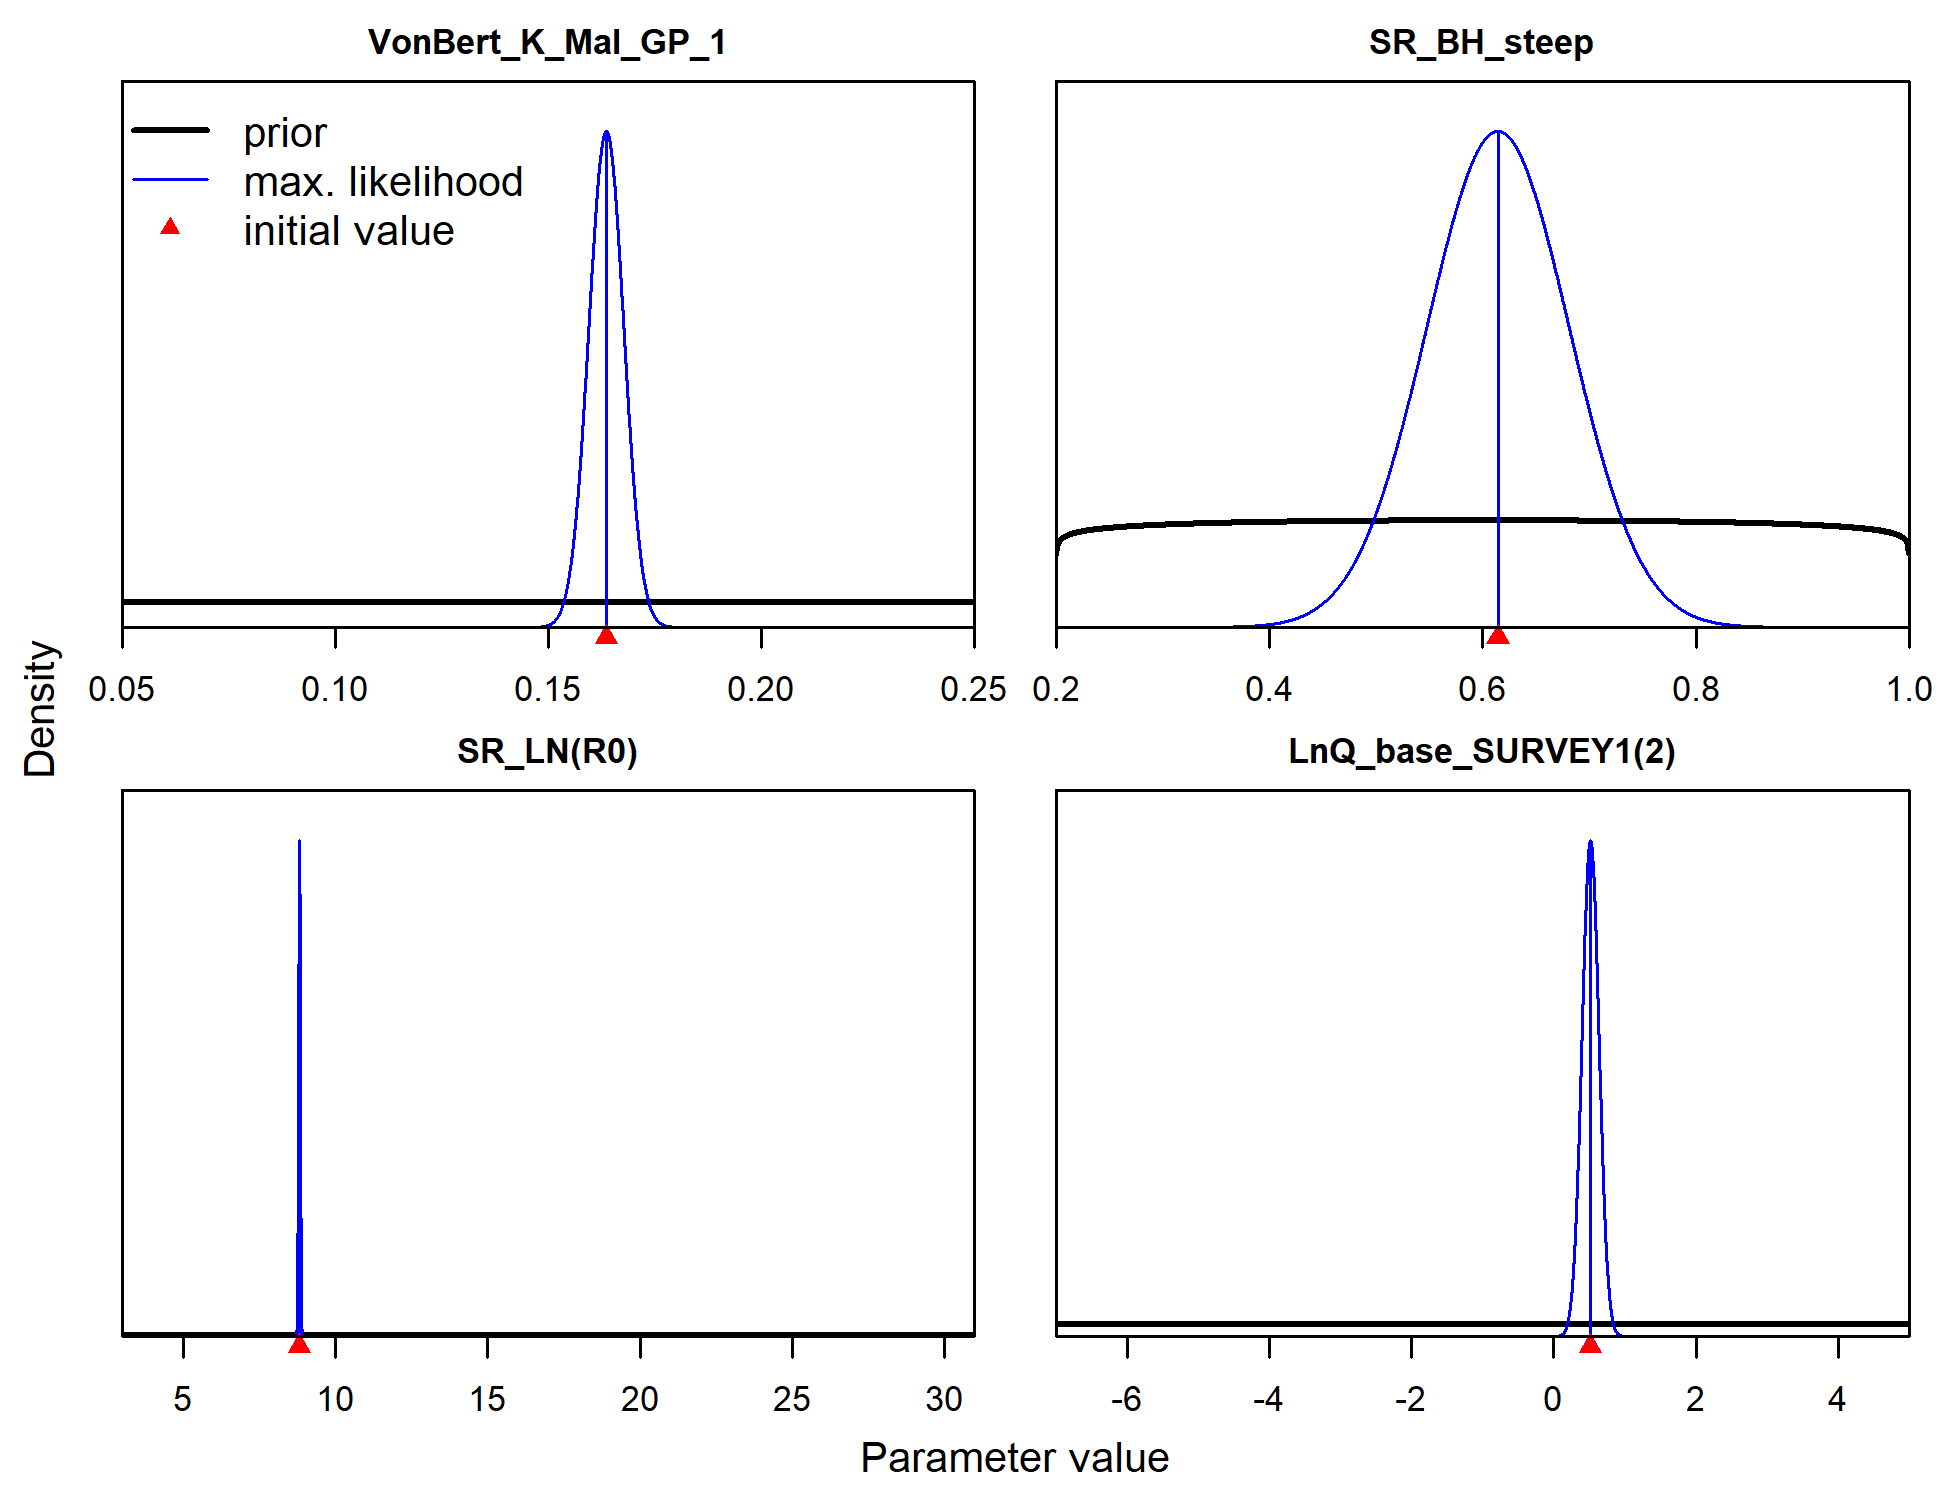 VonBert_K_Mal_GP_1
SR_BH_steep
prior
max. likelihood
initial value
0.05 0.10 0.15 0.20 0.25
0.2 0.4 0.6 0.8 1.0
Density
SR_LN(R0)
LnQ_base_SURVEY1(2)
5 10 15 20 25 30
-6 -4 -2 0 2 4
Parameter value